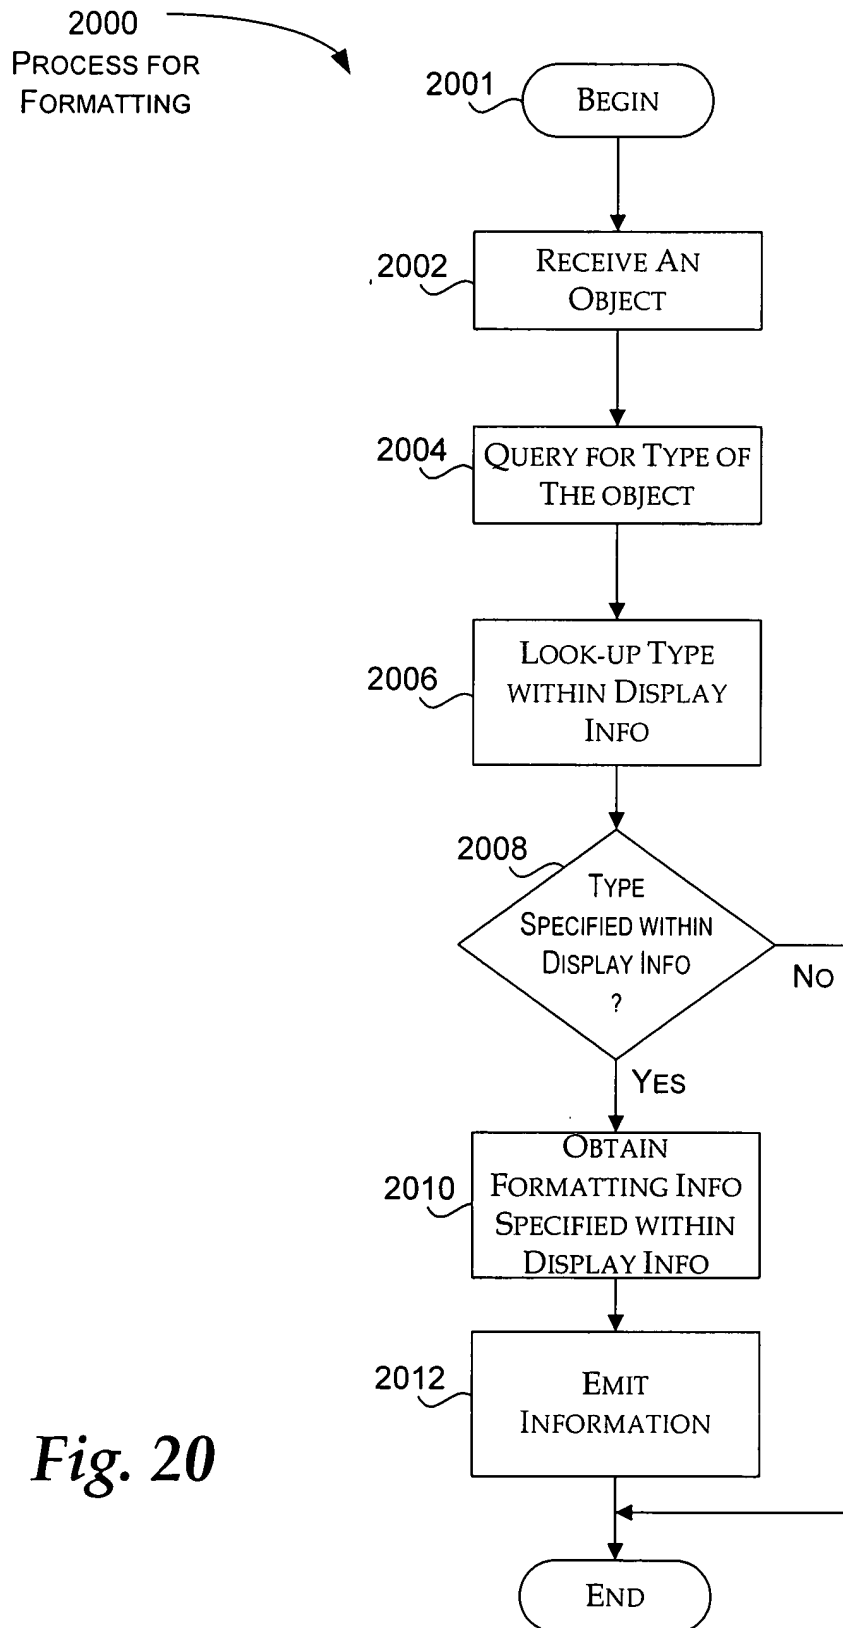 2000
PROCESS FOR
FORMATTING
2001
BEGIN
2002
RECEIVE AN
OBJECT
2004
QUERY FOR TYPE OF
THE OBJECT
2006
LOOK-UP TYPE
WITHIN DISPLAY
INFO
2008
TYPE
SPECIFIED WITHIN
DISPLAY INFO
?
NO
YES
2010
OBTAIN
FORMATTING INFO
SPECIFIED WITHIN
DISPLAY INFO
2012
EMIT
INFORMATION
Fig. 20
END